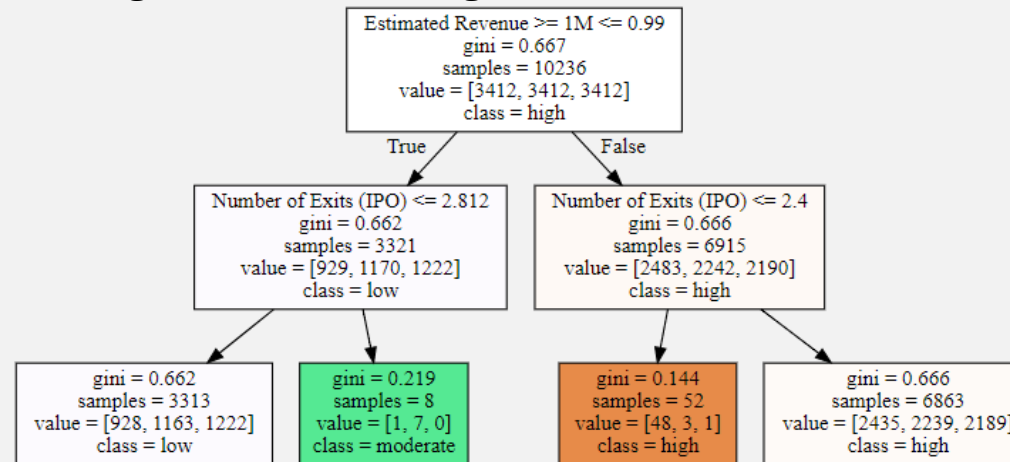 Estimated Revenue >= 1M <= 0.99
gini = 0.667
samples = 10236
value = [3412, 3412, 3412]
class = high
True
False
Number of Exits (IPO) <= 2.812
gini = 0.662
samples = 3321
value = [929, 1170, 1222]
class = low
Number of Exits (IPO) <= 2.4
gini = 0.666
samples = 6915
value = [2483, 2242, 2190]
class = high
gini = 0.662
samples = 3313
value = [928, 1163, 1222]
class = low
gini = 0.219
samples = 8
value = [1, 7, 0]
class = moderate
gini = 0.144
samples = 52
value = [48, 3, 1]
class = high
gini = 0.666
samples = 6863
value = [2435, 2239, 2189]
class = high